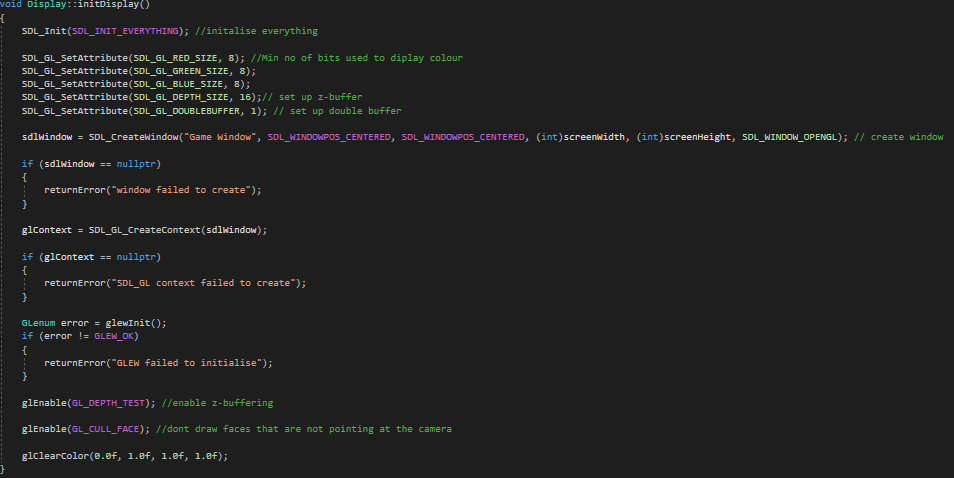 void Display::initDisplay()
{
SDL_Init(SDL_INIT_EVERYTHING); //initalise everything
SDL_GL_SetAttribute(SDL_GL_RED_SIZE, 8); //Min no of bits used to diplay colour
SDL_GL_SetAttribute(SDL_GL_GREEN_SIZE, 8);
SDL_GL_SetAttribute(SDL_GL_BLUE_SIZE, 8);
SDL_GL_SetAttribute(SDL_GL_DEPTH_SIZE, 16);// set up z-buffer
SDL_GL_SetAttribute(SDL_GL_DOUBLEBUFFER, 1); // set up double buffer
sdlWindow = SDL_CreateWindow("Game Window", SDL_WINDOWPOS_CENTERED, SDL_WINDOWPOS_CENTERED, (int)screenWidth, (int)screenHeight, SDL_WINDOW_OPENGL); // create window
if (sdlWindow == nullptr)
{
returnError("window failed to create");
}
glContext = SDL_GL_CreateContext(sdlWindow);
if (glContext == nullptr)
{
returnError("SDL_GL context failed to create");
}
GLenum error = glewInit();
if (error != GLEW_OK)
{
returnError("GLEW failed to initialise");
}
glEnable(GL_DEPTH_TEST); //enable z-buffering
glEnable(GL_CULL_FACE); //dont draw faces that are not pointing at the camera
glClearColor(0.0f, 1.0f, 1.0f, 1.0f);
}